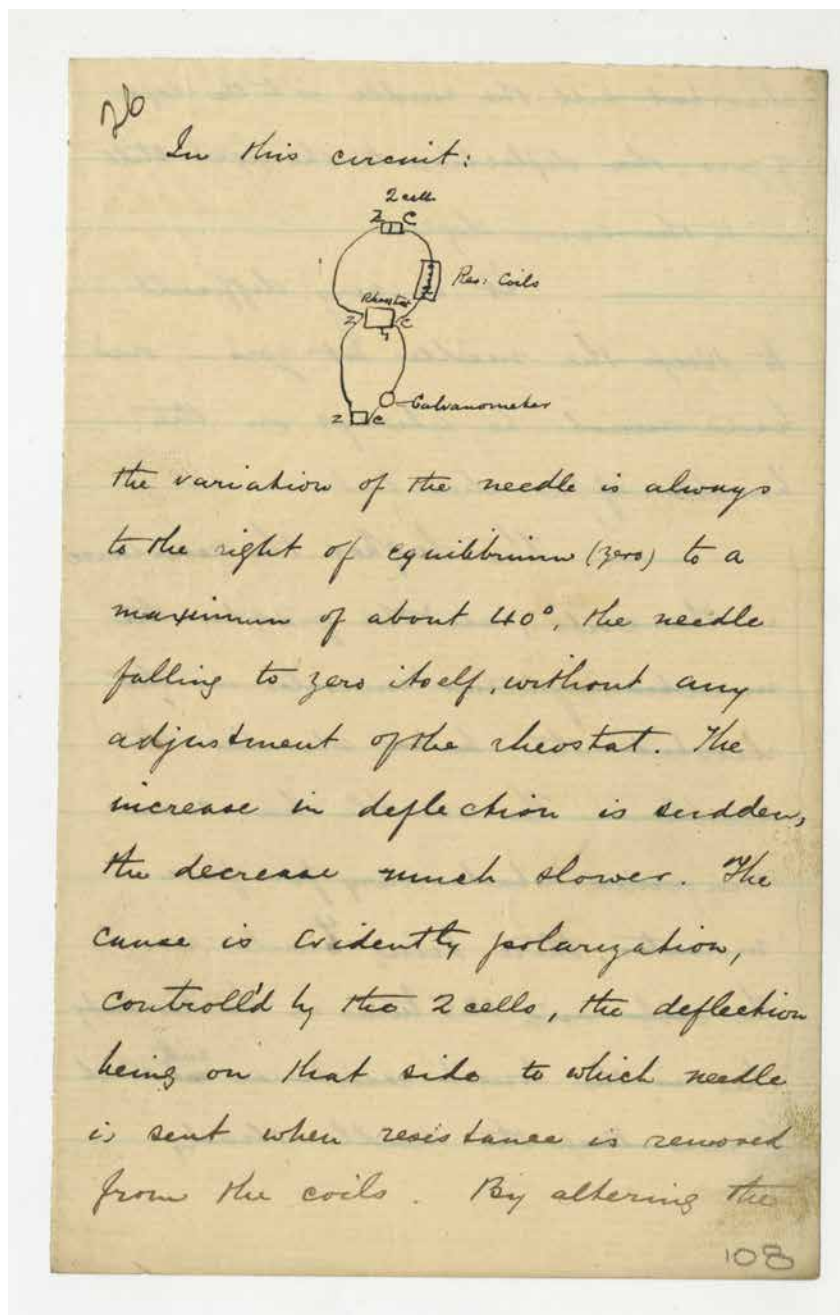 26
In this circuit:
2 cells
Z C
Res: Coils
Rheostat
Z C
Galvanometer
Z C
the variation of the needle is always
to the right of equilibrium (zero) to a
maximum of about 40°, the needle
falling to zero itself, without any
adjustment of the rheostat. The
increase in deflection is sudden,
the decrease much slower. The
cause is evidently polarization,
controll'd by the 2 cells, the deflection
being on that side to which needle
is sent when resistance is removed
from the coils. By altering the
108